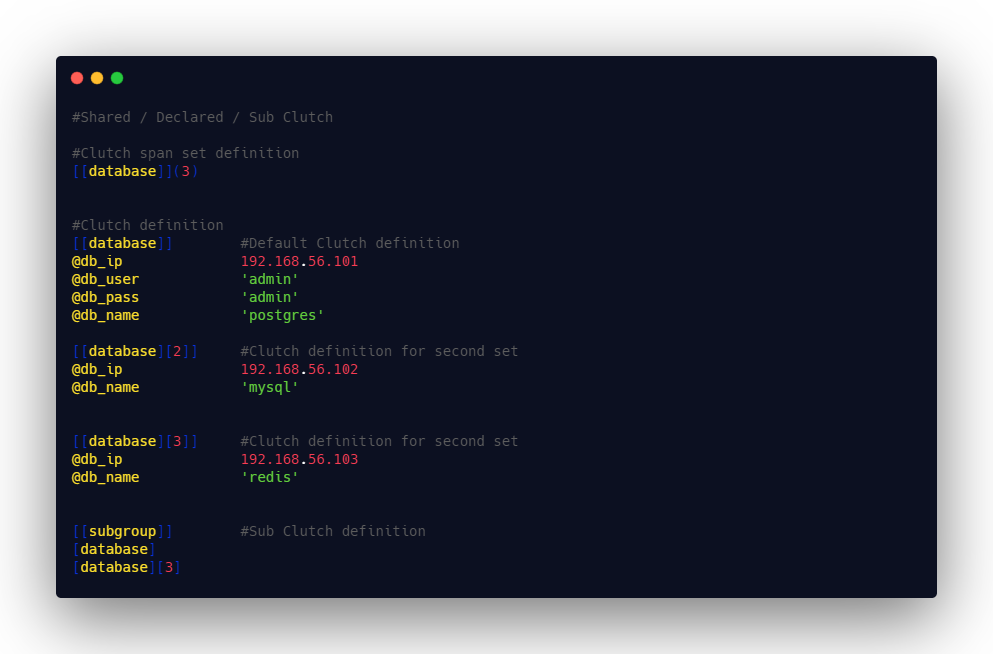 #Shared / Declared / Sub Clutch
#Clutch span set definition
[[database]](3)
#Clutch definition
[[database]]        #Default Clutch definition
@db_ip              192.168.56.101
@db_user            'admin'
@db_pass            'admin'
@db_name            'postgres'
[[database][2]]     #Clutch definition for second set
@db_ip              192.168.56.102
@db_name            'mysql'
[[database][3]]     #Clutch definition for second set
@db_ip              192.168.56.103
@db_name            'redis'
[[subgroup]]        #Sub Clutch definition
[database]
[database][3]